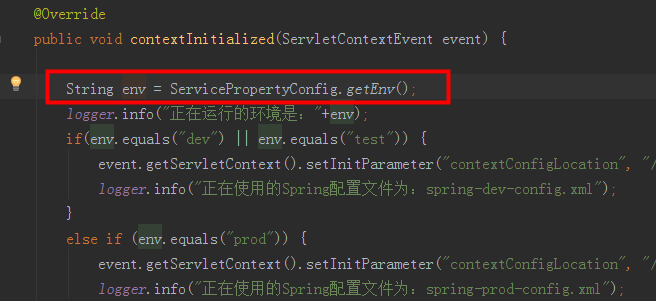 @Override
public void contextInitialized(ServletContextEvent event) {
String env = ServicePropertyConfig.getEnv();
logger.info("正在运行的环境是："+env);
if(env.equals("dev") || env.equals("test")) {
event.getServletContext().setInitParameter("contextConfigLocation", "/
logger.info("正在使用的Spring配置文件为：spring-dev-config.xml");
}
else if (env.equals("prod")) {
event.getServletContext().setInitParameter("contextConfigLocation", "/
logger.info("正在使用的Spring配置文件为：spring-prod-config.xml");